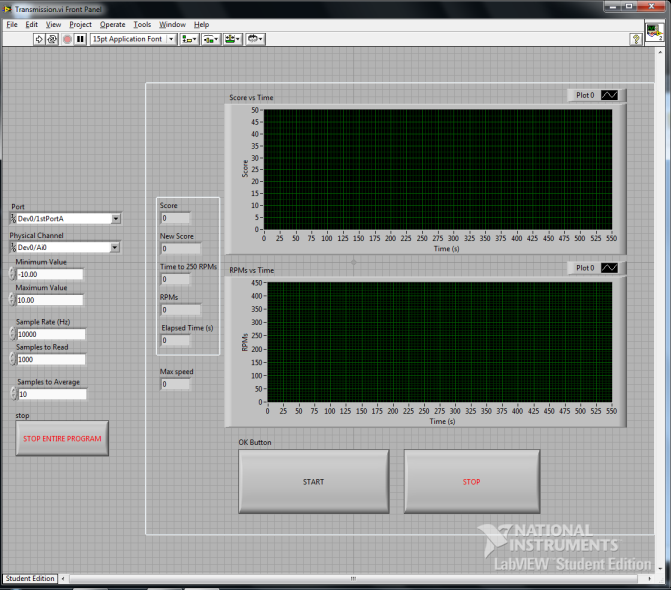 Transmission.vi Front Panel
File Edit View Project Operate Tools Window Help
15pt Application Font
2
Port
Dev0/1stPortA
Physical Channel
Dev0/Ai0
Minimum Value
-10.00
Maximum Value
10.00
Sample Rate (Hz)
10000
Samples to Read
1000
Samples to Average
10
stop
STOP ENTIRE PROGRAM
Score
0
New Score
0
Time to 250 RPMs
0
RPMs
0
Elapsed Time (s)
0
Max speed
0
Score vs Time
Plot 0
Score
50
45
40
35
30
25
20
15
10
5
0
0 25 50 75 100 125 150 175 200 225 250 275 300 325 350 375 400 425 450 475 500 525 550
Time (s)
RPMs vs Time
Plot 0
RPMs
450
400
350
300
250
200
150
100
50
0
0 25 50 75 100 125 150 175 200 225 250 275 300 325 350 375 400 425 450 475 500 525 550
Time (s)
OK Button
START
STOP
NATIONAL
INSTRUMENTS
LabVIEW Student Edition
Student Edition